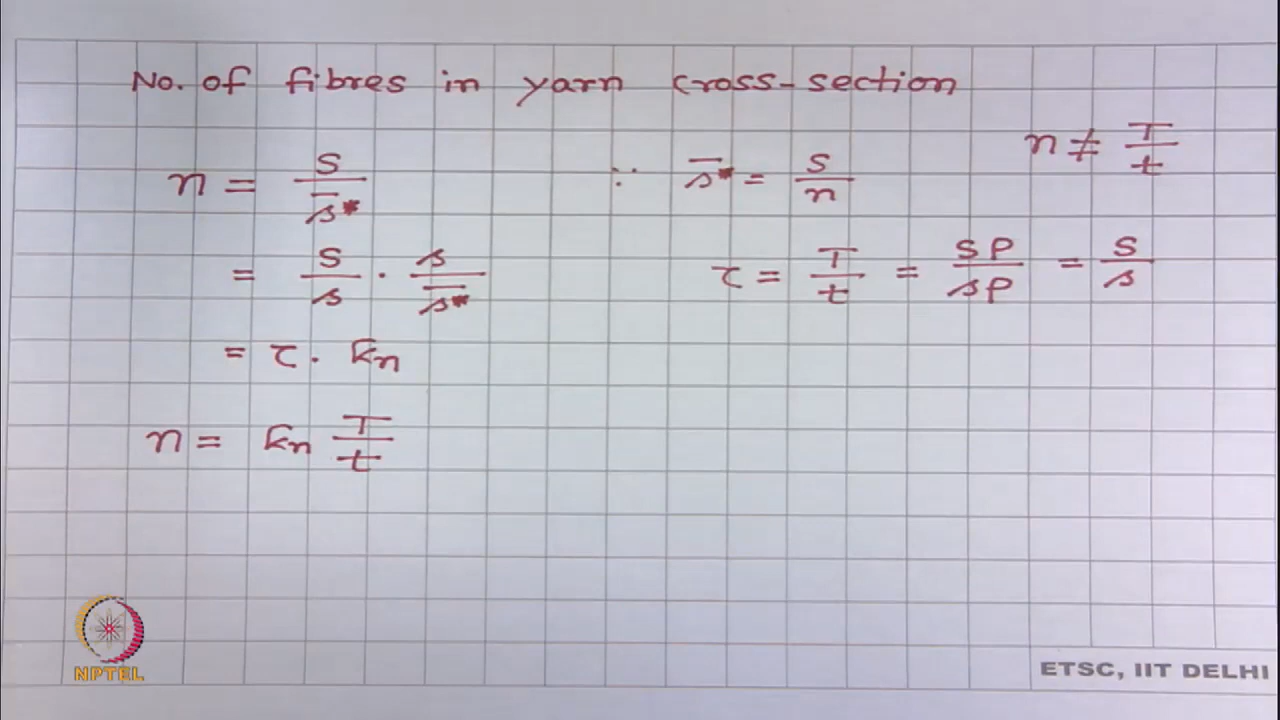 No. of fibres in yarn cross-section
n ≠ T/t
n = S/s̄* ∵ s̄* = S/n
= S/s · s/s̄* τ = T/t = Sρ/sρ = S/s
= τ · kn
n = kn T/t
NPTEL
ETSC, IIT DELHI